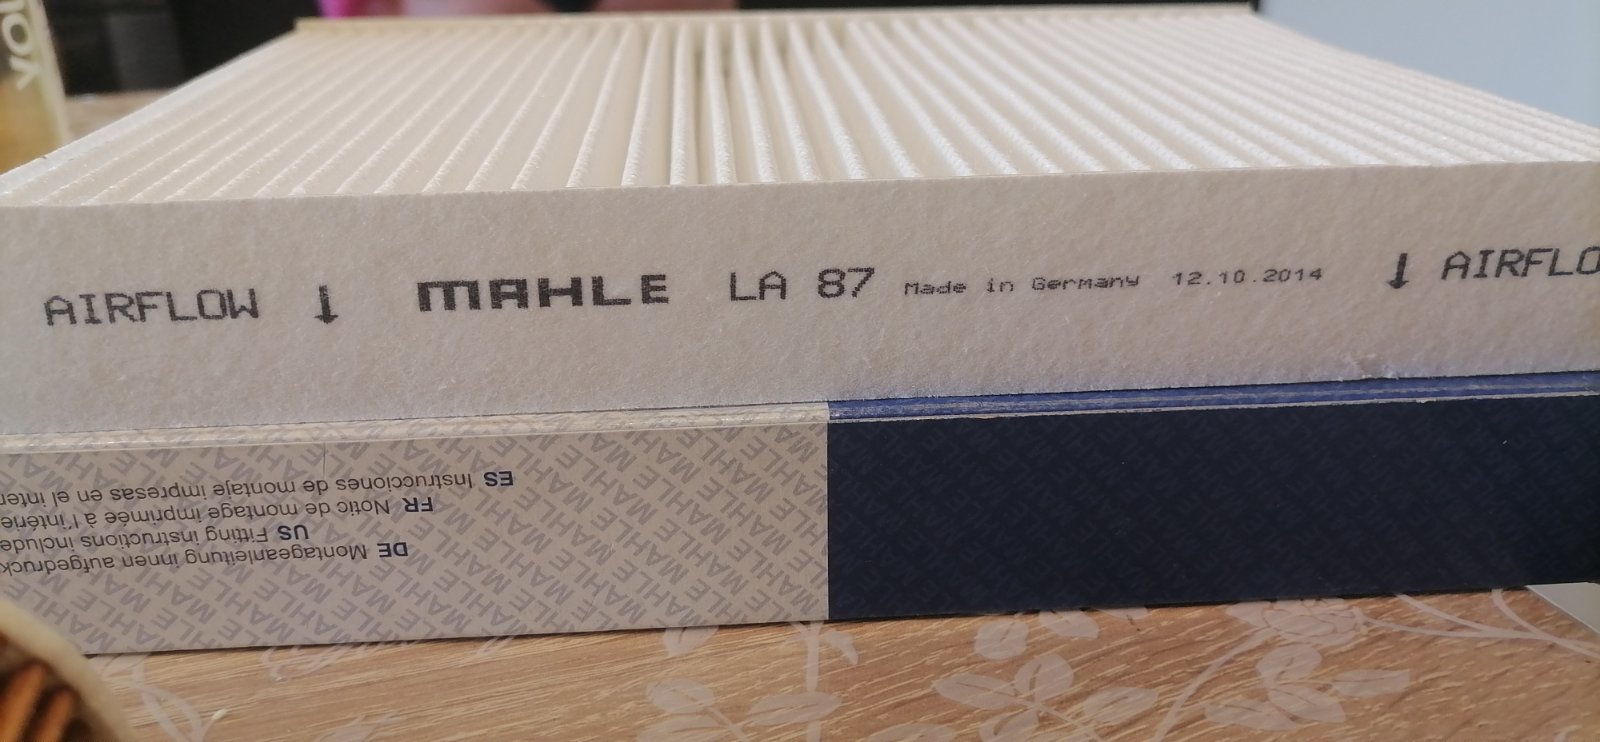 AIRFLOW ↓ MAHLE LA 87 Made in Germany 12.10.2014 ↓ AIRFLO
DE Montageanleitung innen aufgedruck
US Fitting instructions include
FR Notic de montage imprimée à l'intérie
ES Instrucciones de montaje impresas en el inter